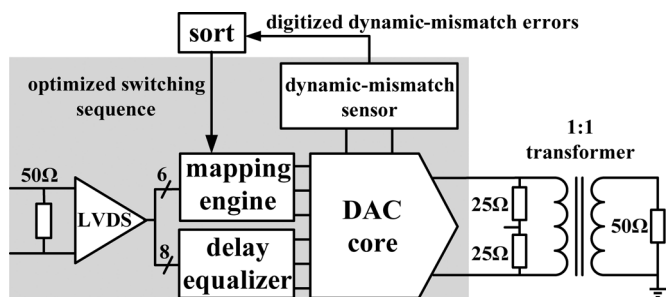 sort
digitized dynamic-mismatch errors
optimized switching
sequence
dynamic-mismatch
sensor
1:1
transformer
50Ω
LVDS
6
8
mapping
engine
delay
equalizer
DAC
core
25Ω
25Ω
50Ω